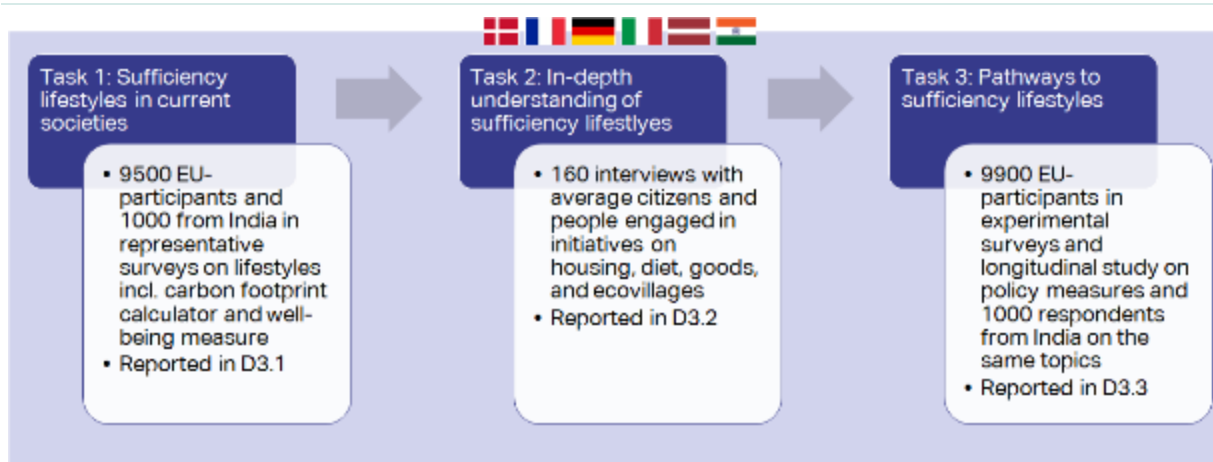 Task 1: Sufficiency
lifestyles in current
societies
• 9500 EU-
participants and
1000 from India in
representative
surveys on lifestyles
incl. carbon footprint
calculator and well-
being measure
• Reported in D3.1
Task 2: In-depth
understanding of
sufficiency lifestlyes
• 160 interviews with
average citizens and
people engaged in
initiatives on
housing, diet, goods,
and ecovillages
• Reported in D3.2
Task 3: Pathways to
sufficiency lifestyles
• 9900 EU-
participants in
experimental
surveys and
longitudinal study on
policy measures and
1000 respondents
from India on the
same topics
• Reported in D3.3